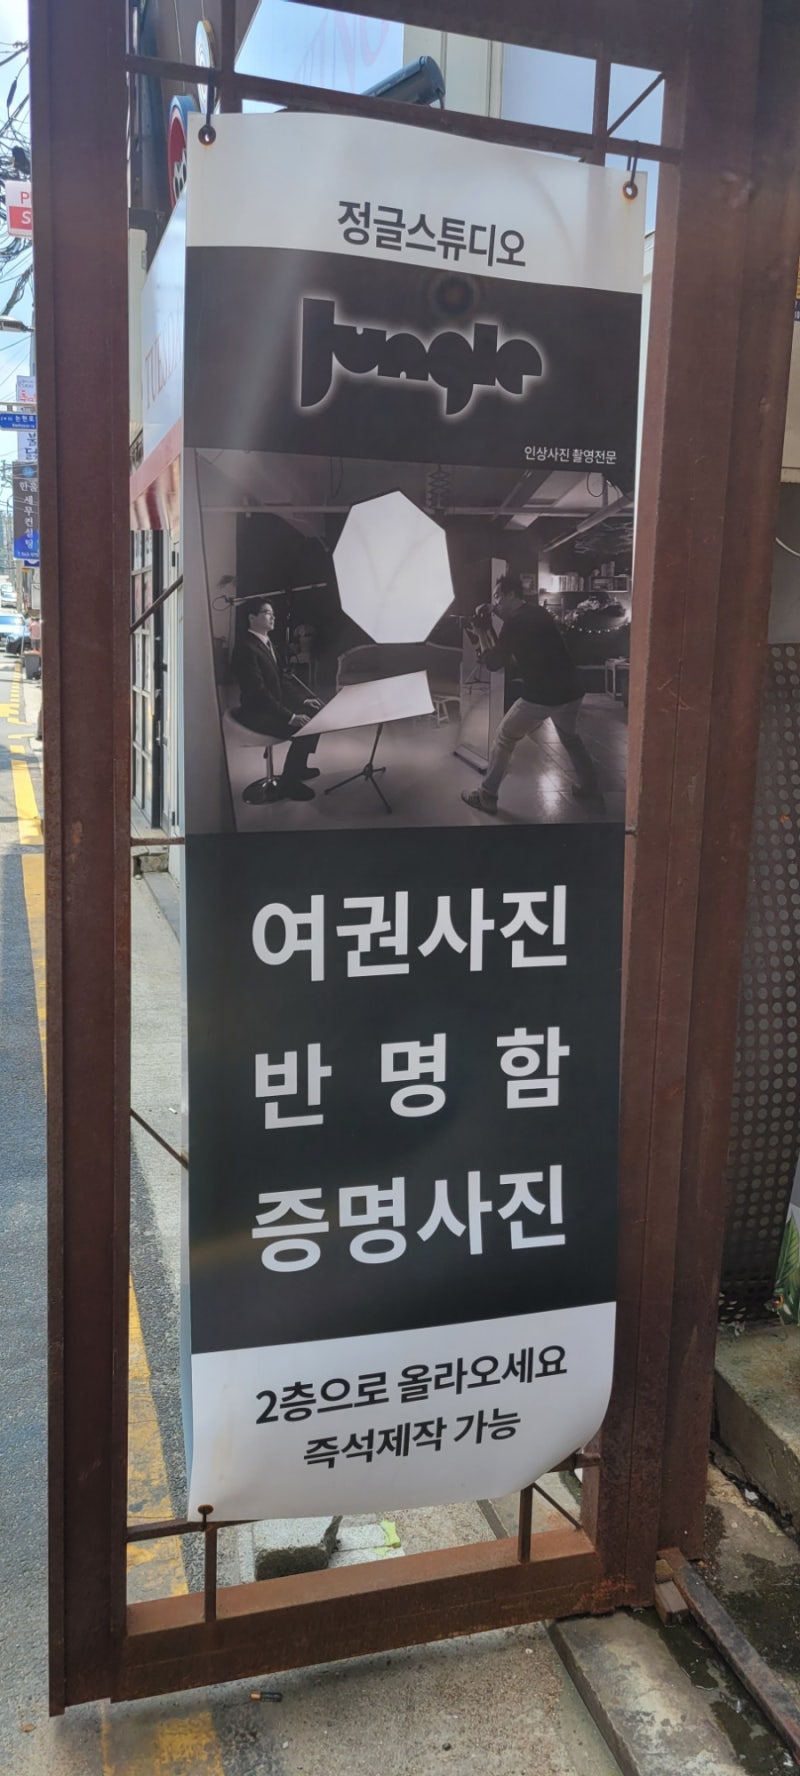 정글스튜디오
Jungle
인상사진 촬영전문
여권사진
반 명 함
증명사진
2층으로 올라오세요
즉석제작 가능